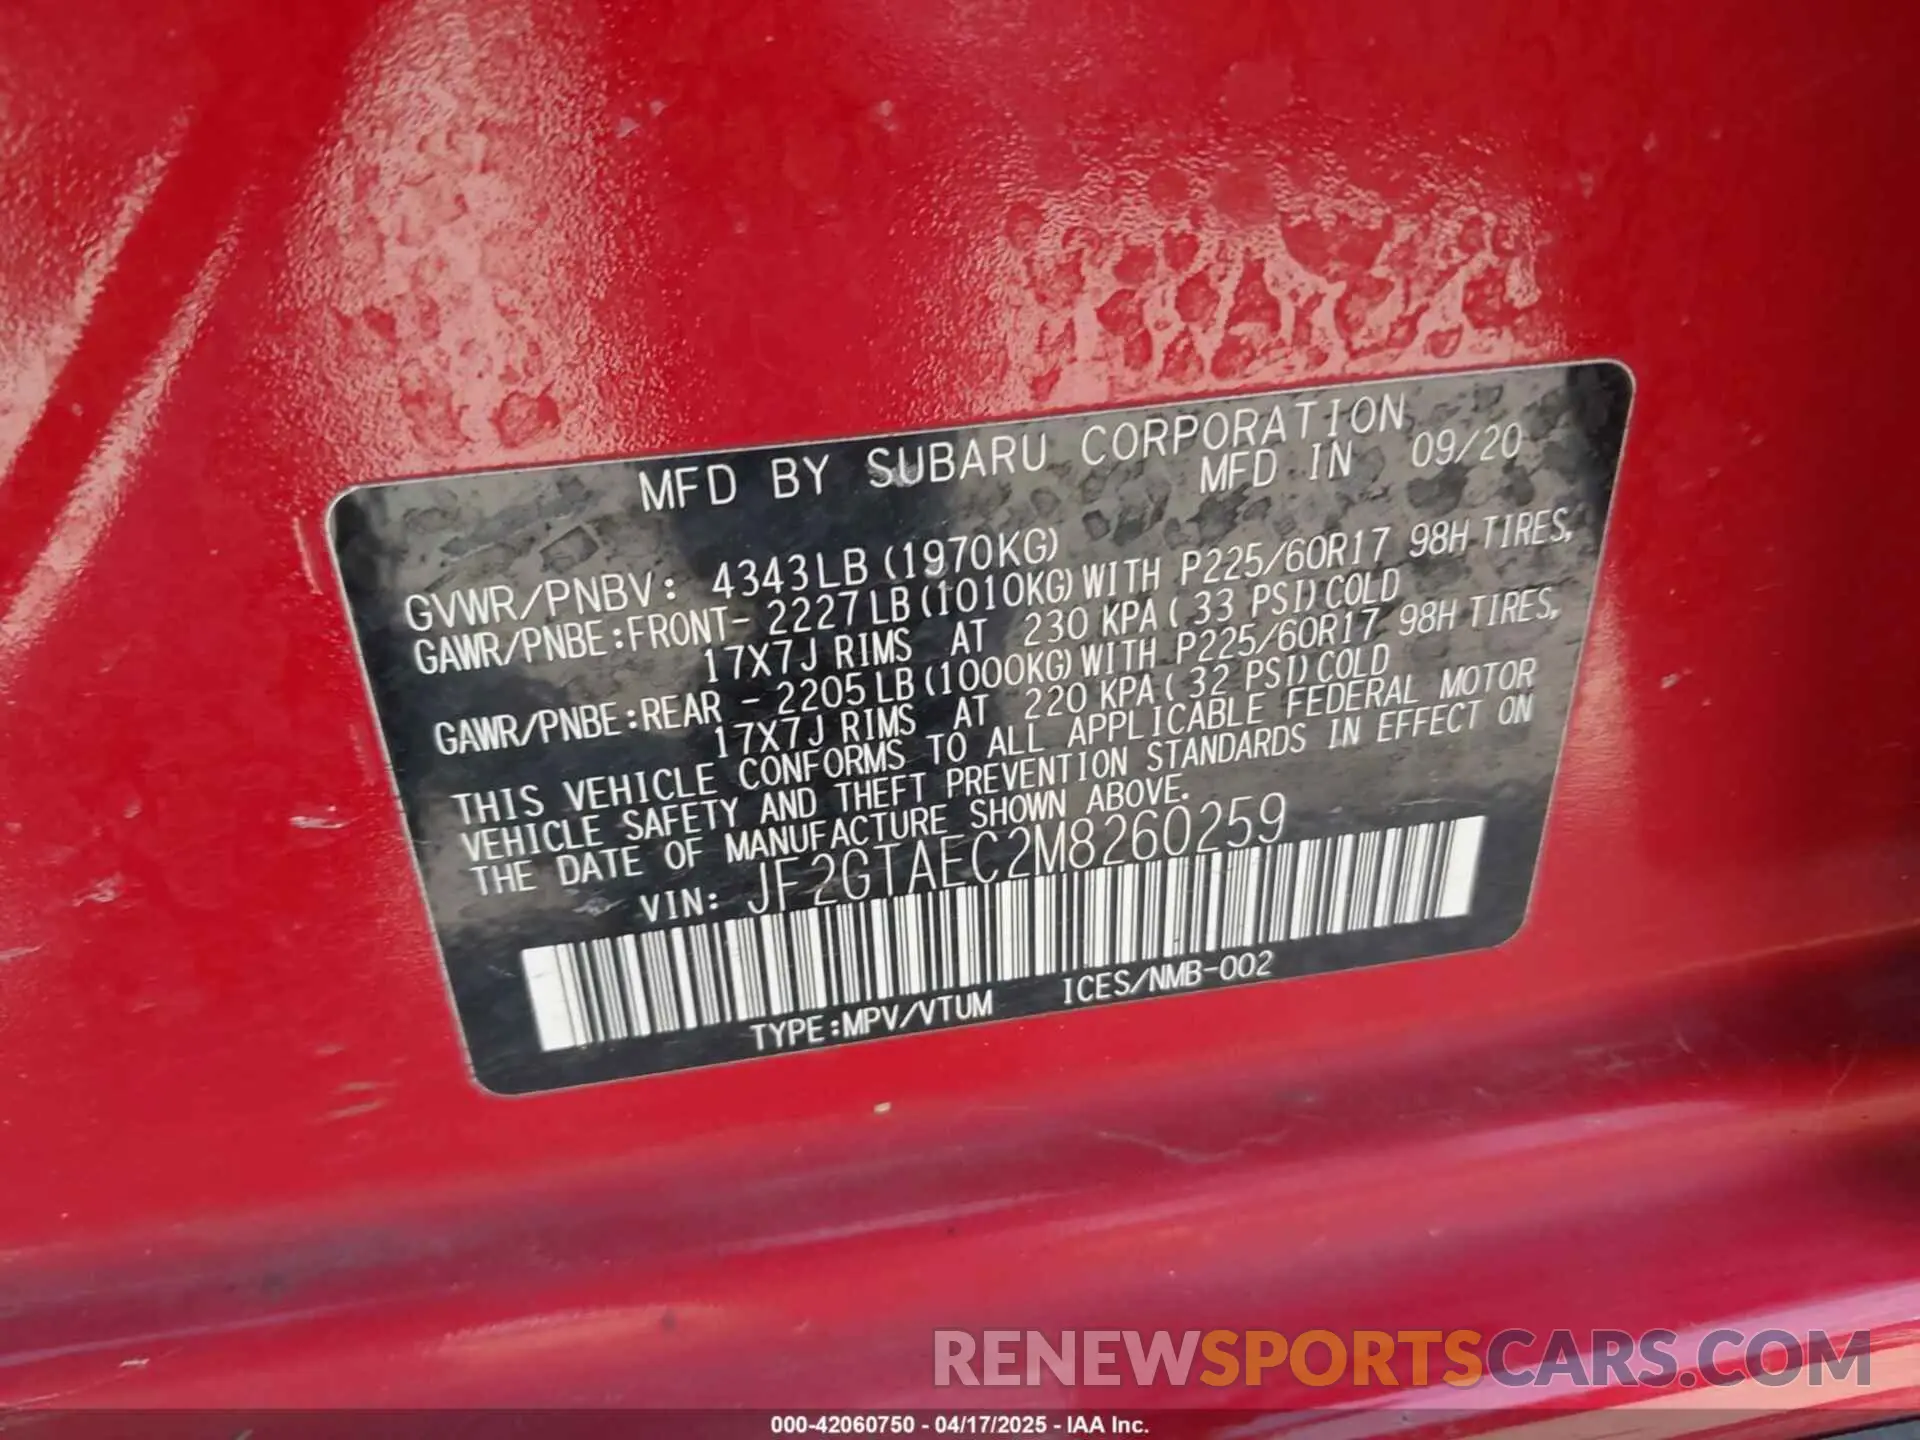 MFD BY SUBARU CORPORATION
MFD IN 09/20
GVWR/PNBV: 4343LB(1970KG)
GAWR/PNBE:FRONT- 2227LB(1010KG)WITH P225/60R17 98H TIRES,
17X7J RIMS AT 230 KPA( 33 PSI)COLD
GAWR/PNBE:REAR - 2205LB(1000KG)WITH P225/60R17 98H TIRES,
17X7J RIMS AT 220 KPA( 32 PSI)COLD
THIS VEHICLE CONFORMS TO ALL APPLICABLE FEDERAL MOTOR
VEHICLE SAFETY AND THEFT PREVENTION STANDARDS IN EFFECT ON
THE DATE OF MANUFACTURE SHOWN ABOVE.
VIN: JF2GTAEC2M8260259
TYPE:MPV/VTUM ICES/NMB-002
RENEWSPORTSCARS.COM
000-42060750 - 04/17/2025 - IAA Inc.